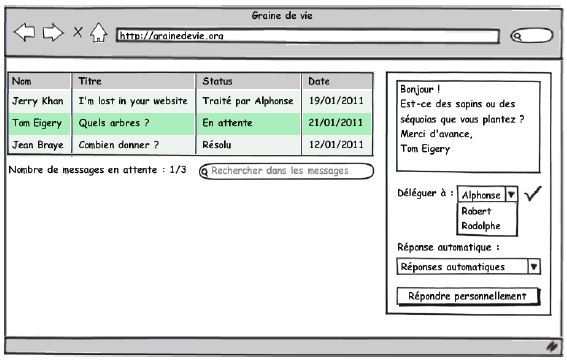 Graine de vie
http://grainedevie.org
Nom Titre Status Date
Jerry Khan I'm lost in your website Traité par Alphonse 19/01/2011
Tom Eigery Quels arbres ? En attente 21/01/2011
Jean Braye Combien donner ? Résolu 12/01/2011
Nombre de messages en attente : 1/3 Rechercher dans les messages
Bonjour !
Est-ce des sapins ou des
séquoias que vous plantez ?
Merci d'avance,
Tom Eigery
Déléguer à : Alphonse
Robert
Rodolphe
Réponse automatique :
Réponses automatiques
Répondre personnellement